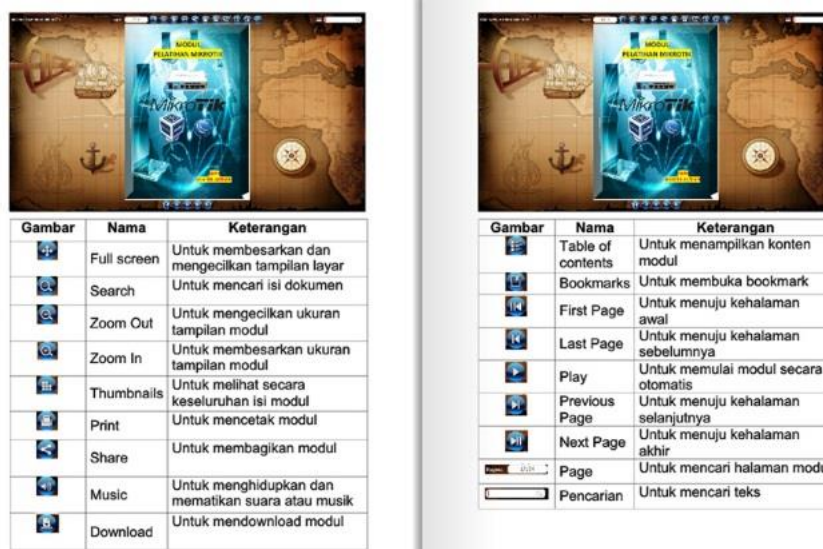 MODUL
PELATIHAN MIKROTIK
MikroTik
Gambar Nama Keterangan
Full screen Untuk membesarkan dan
mengecilkan tampilan layar
Search Untuk mencari isi dokumen
Zoom Out Untuk mengecilkan ukuran
tampilan modul
Zoom In Untuk membesarkan ukuran
tampilan modul
Thumbnails Untuk melihat secara
keseluruhan isi modul
Print Untuk mencetak modul
Share Untuk membagikan modul
Music Untuk menghidupkan dan
mematikan suara atau musik
Download Untuk mendownload modul
MODUL
PELATIHAN MIKROTIK
MikroTik
Gambar Nama Keterangan
Table of
contents
Untuk menampilkan konten
modul
Bookmarks Untuk membuka bookmark
First Page Untuk menuju kehalaman
awal
Last Page Untuk menuju kehalaman
sebelumnya
Play Untuk memulai modul secara
otomatis
Previous
Page
Untuk menuju kehalaman
selanjutnya
Next Page Untuk menuju kehalaman
akhir
Page Untuk mencari halaman modu
Pencarian Untuk mencari teks